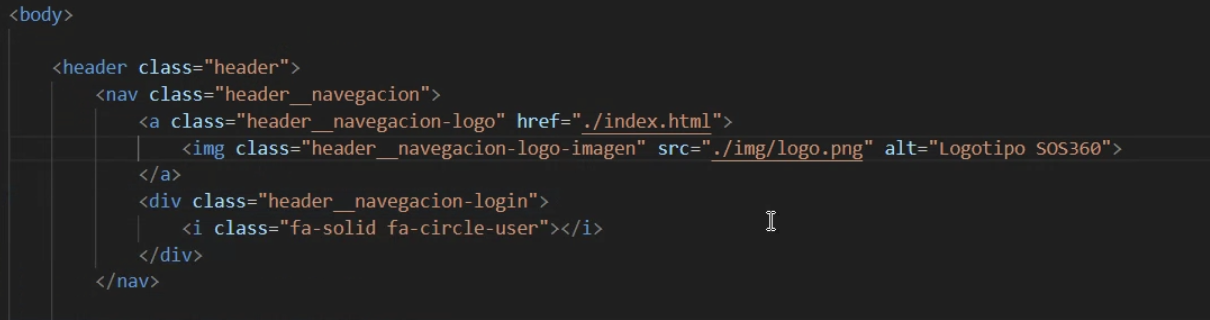 <body>
<header class="header">
<nav class="header__navegacion">
<a class="header__navegacion-logo" href="./index.html">
<img class="header__navegacion-logo-imagen" src="./img/logo.png" alt="Logotipo SOS360">
</a>
<div class="header__navegacion-login">
<i class="fa-solid fa-circle-user"></i>
</div>
</nav>